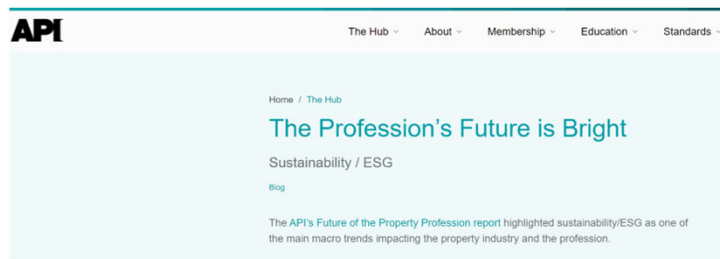 API
The Hub
About
Membership
Education
Standards
Home / The Hub
The Profession's Future is Bright
Sustainability / ESG
Blog
The API's Future of the Property Profession report highlighted sustainability/ESG as one of
the main macro trends impacting the property industry and the profession.